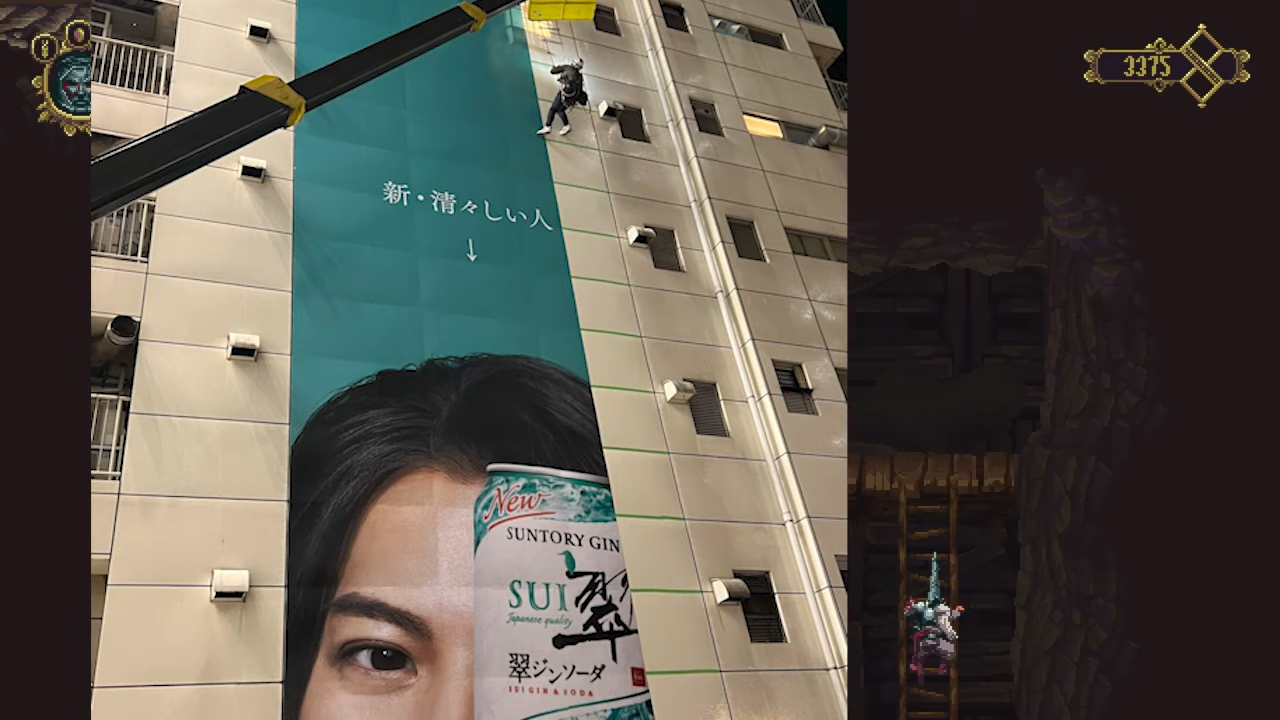 3375
新・清々しい人
↓
New
SUNTORY GIN
SUI
Japanese quality
翠
翠ジンソーダ
SUI GIN & SODA